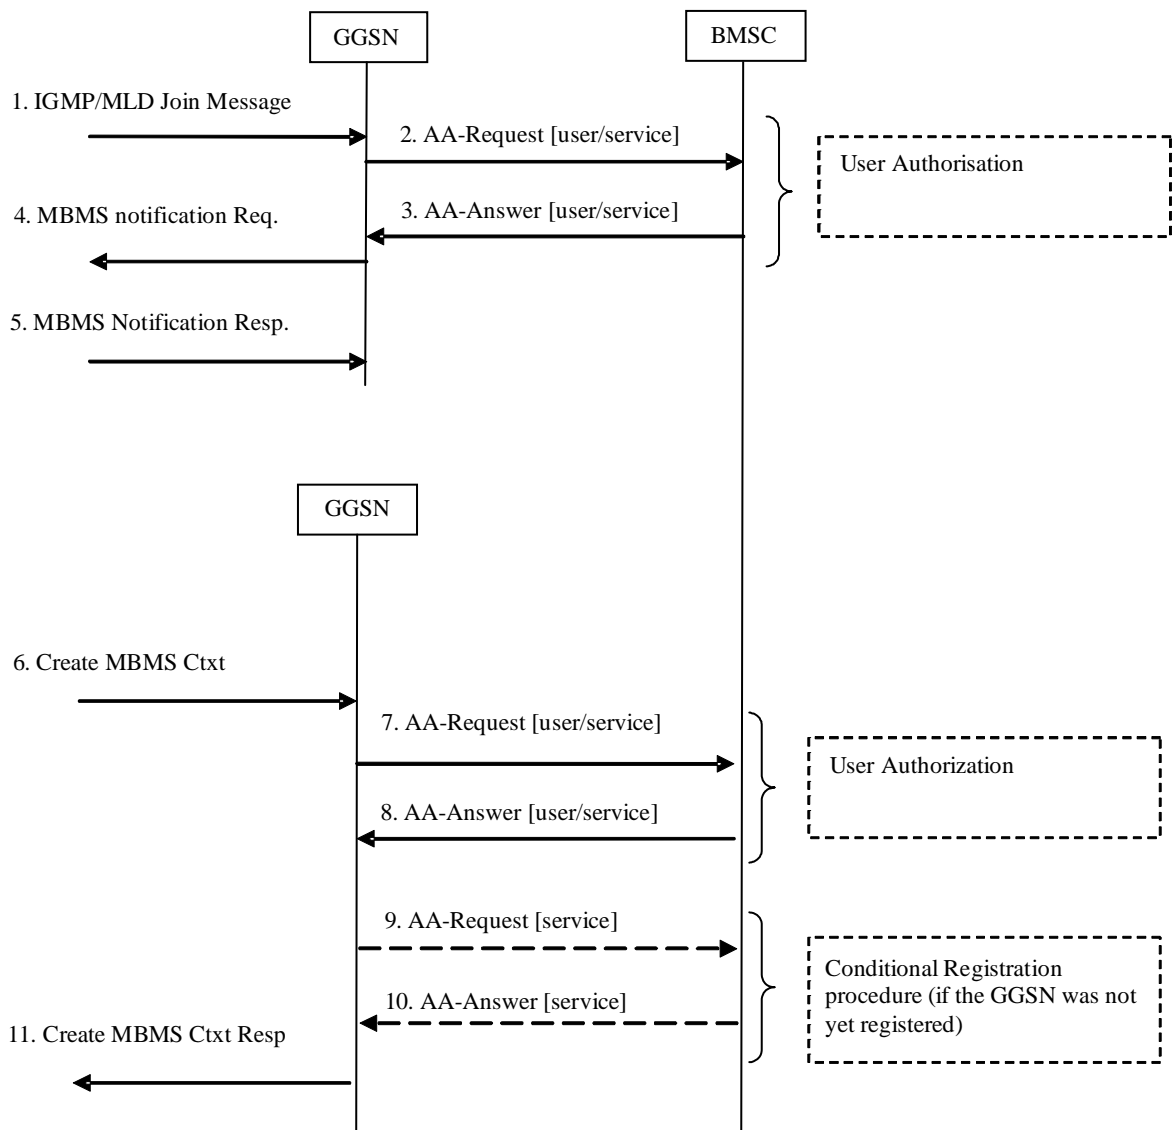 GGSN
BMSC
1. IGMP/MLD Join Message
2. AA-Request [user/service]
User Authorisation
3. AA-Answer [user/service]
4. MBMS notification Req.
5. MBMS Notification Resp.
GGSN
6. Create MBMS Ctxt
7. AA-Request [user/service]
User Authorization
8. AA-Answer [user/service]
9. AA-Request [service]
Conditional Registration
procedure (if the GGSN was not
yet registered)
10. AA-Answer [service]
11. Create MBMS Ctxt Resp